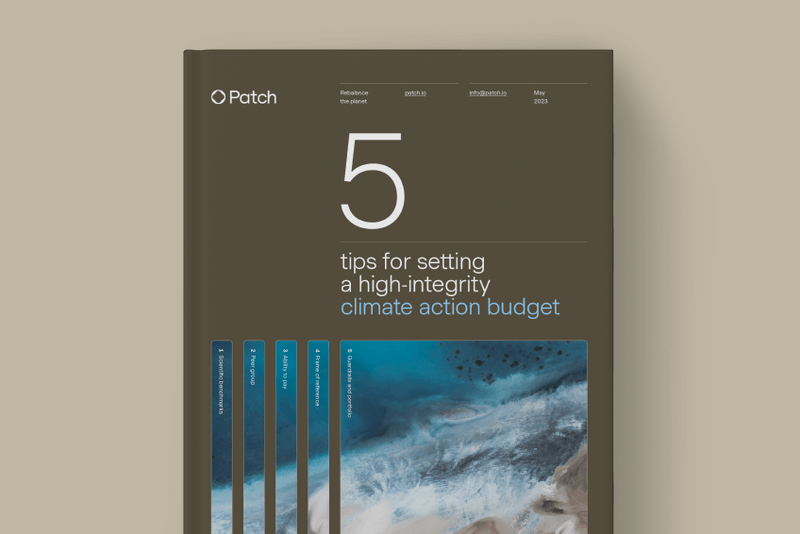 Patch
Rebalance
the planet
patch.io
info@patch.io
May
2023
5
tips for setting
a high-integrity
climate action budget
1 Scientific benchmarks
2 Peer group
3 Ability to pay
4 Frame of reference
5 Guardrails and portfolio